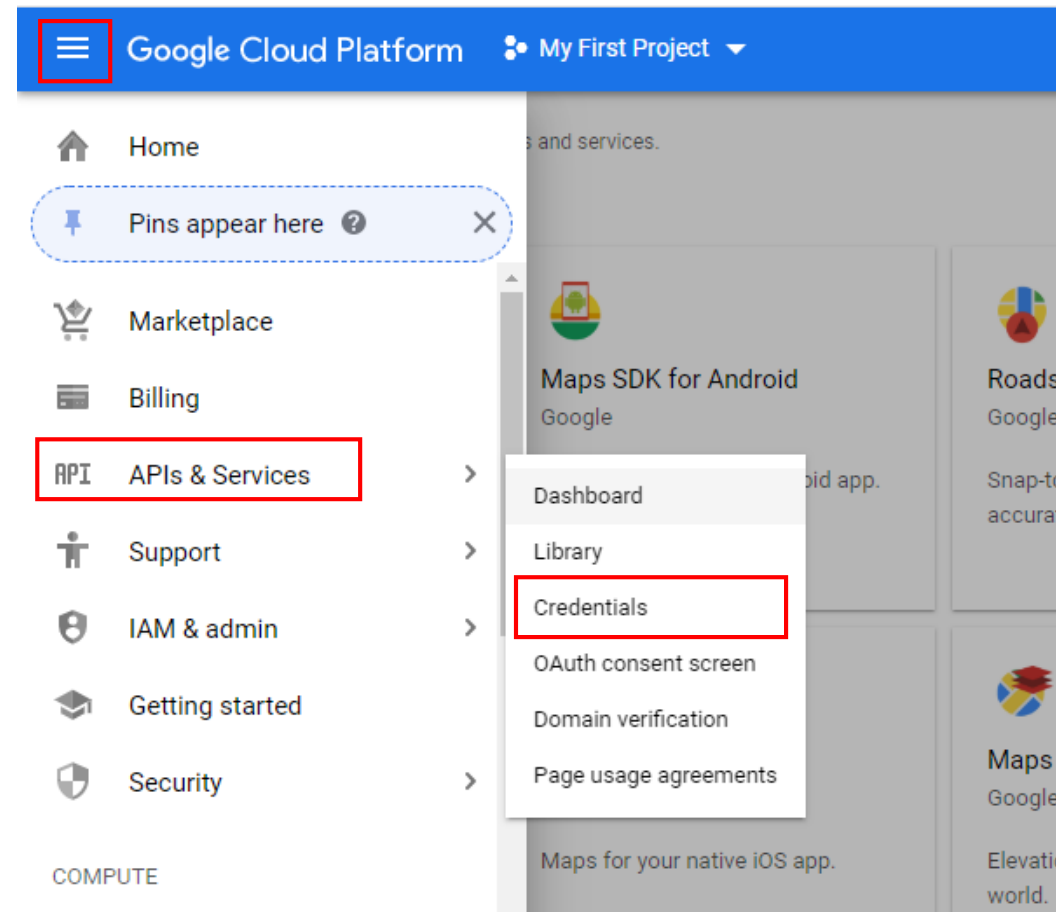 Google Cloud Platform My First Project
Home
s and services.
Pins appear here ?
Marketplace
Billing
API APIs & Services
Support
IAM & admin
Getting started
Security
COMPUTE
Dashboard
Library
Credentials
OAuth consent screen
Domain verification
Page usage agreements
Maps SDK for Android
Google
oid app.
Maps for your native iOS app.
Roads
Google
Snap-to
accura
Maps
Google
Elevati
world.